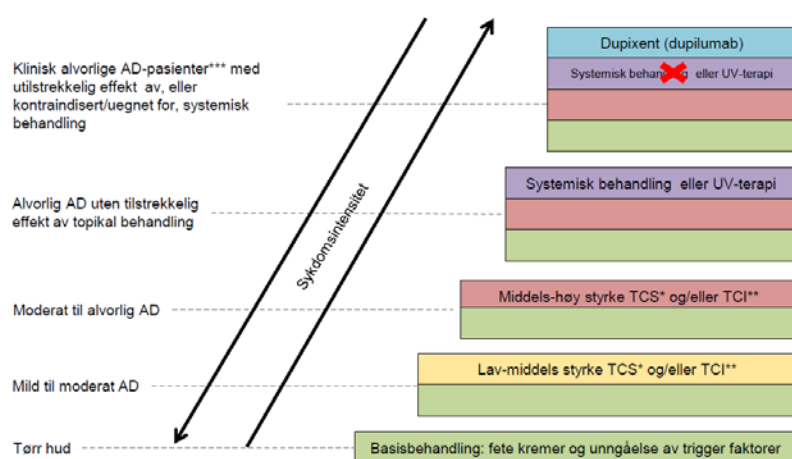 Dupixent (dupilumab)
Klinisk alvorlige AD-pasienter*** med
utilstrekkelig effekt av, eller
kontraindisert/uegnet for, systemisk
behandling
Systemisk behandling eller UV-terapi
Alvorlig AD uten tilstrekkelig
effekt av topikal behandling
Systemisk behandling eller UV-terapi
Sykdomsintensitet
Moderat til alvorlig AD
Middels-høy styrke TCS* og/eller TCI**
Mild til moderat AD
Lav-middels styrke TCS* og/eller TCI**
Tørr hud
Basisbehandling: fete kremer og unngåelse av trigger faktorer